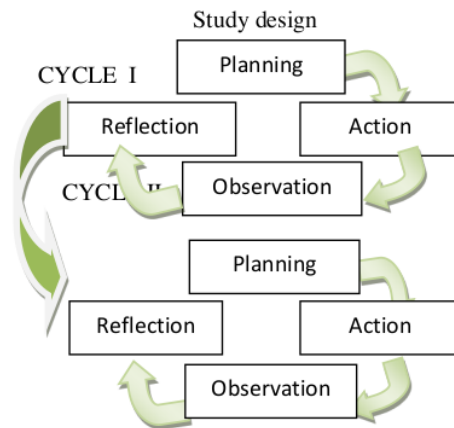 Study design
Planning
CYCLE I
Reflection
Action
Observation
Planning
Reflection
Action
Observation